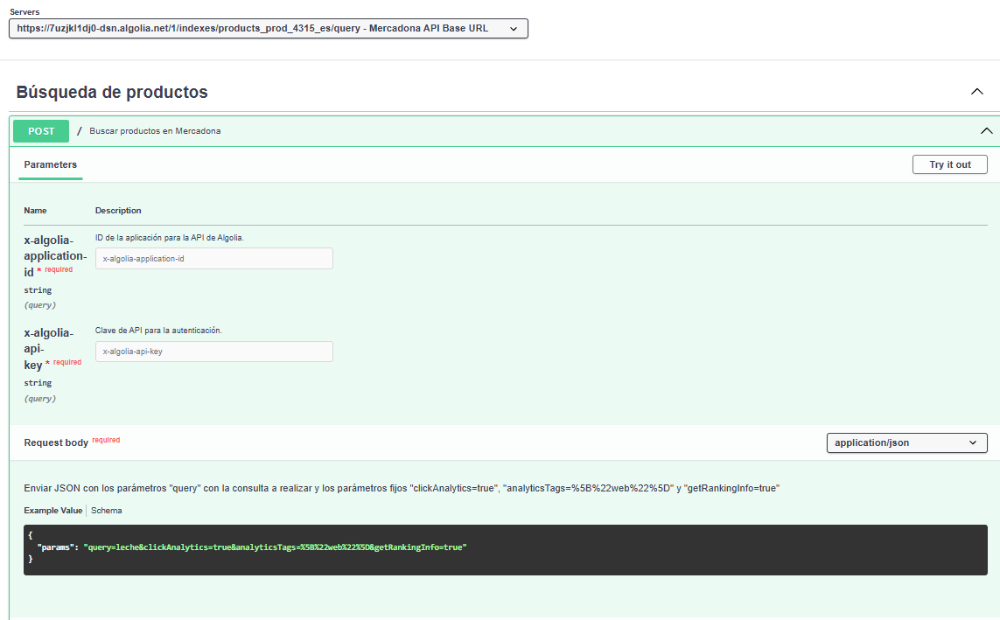 Servers
https://7uzjkl1dj0-dsn.algolia.net/1/indexes/products_prod_4315_es/query - Mercadona API Base URL
Búsqueda de productos
POST / Buscar productos en Mercadona
Parameters
Try it out
Name Description
x-algolia-
application-
id * required
string
(query)
ID de la aplicación para la API de Algolia.
x-algolia-application-id
x-algolia-
api-
key * required
string
(query)
Clave de API para la autenticación.
x-algolia-api-key
Request body required
application/json
Enviar JSON con los parámetros "query" con la consulta a realizar y los parámetros fijos "clickAnalytics=true", "analyticsTags=%5B%22web%22%5D" y "getRankingInfo=true"
Example Value Schema
{
"params": "query=leche&clickAnalytics=true&analyticsTags=%5B%22web%22%5D&getRankingInfo=true"
}